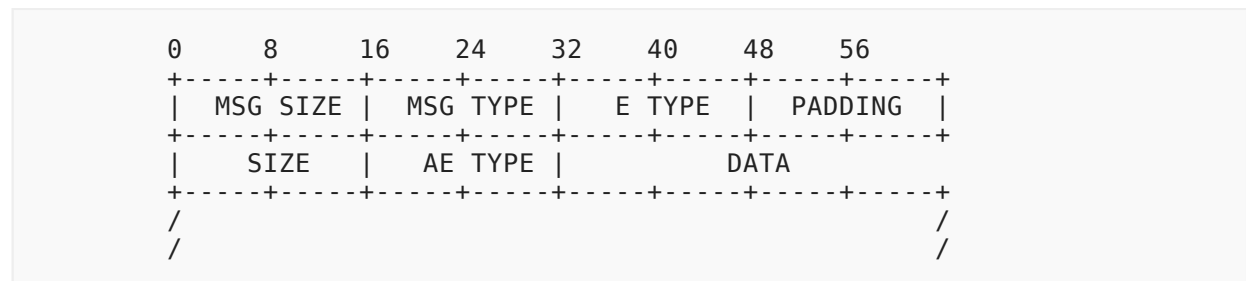 0       8       16      24      32      40      48      56
+-----+-----+-----+-----+-----+-----+-----+-----+
|  MSG SIZE |  MSG TYPE |   E TYPE  |  PADDING  |
+-----+-----+-----+-----+-----+-----+-----+-----+
|    SIZE   |   AE TYPE |          DATA
+-----+-----+-----+-----+-----+-----+-----+-----+
/                                               /
/                                               /